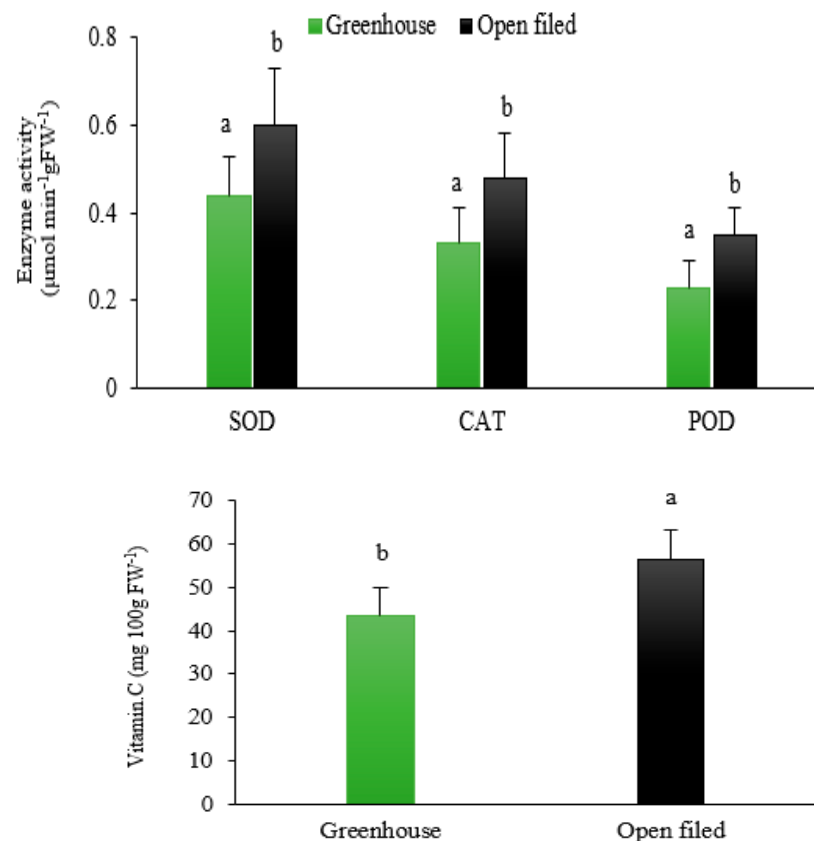 Greenhouse Open filed
Enzyme activity
(µmol min⁻¹gFW⁻¹)
0.8
0.6
0.4
0.2
0
a
b
a
b
a
b
SOD CAT POD
Vitamin.C (mg 100g FW⁻¹)
70
60
50
40
30
20
10
0
b
a
Greenhouse Open filed